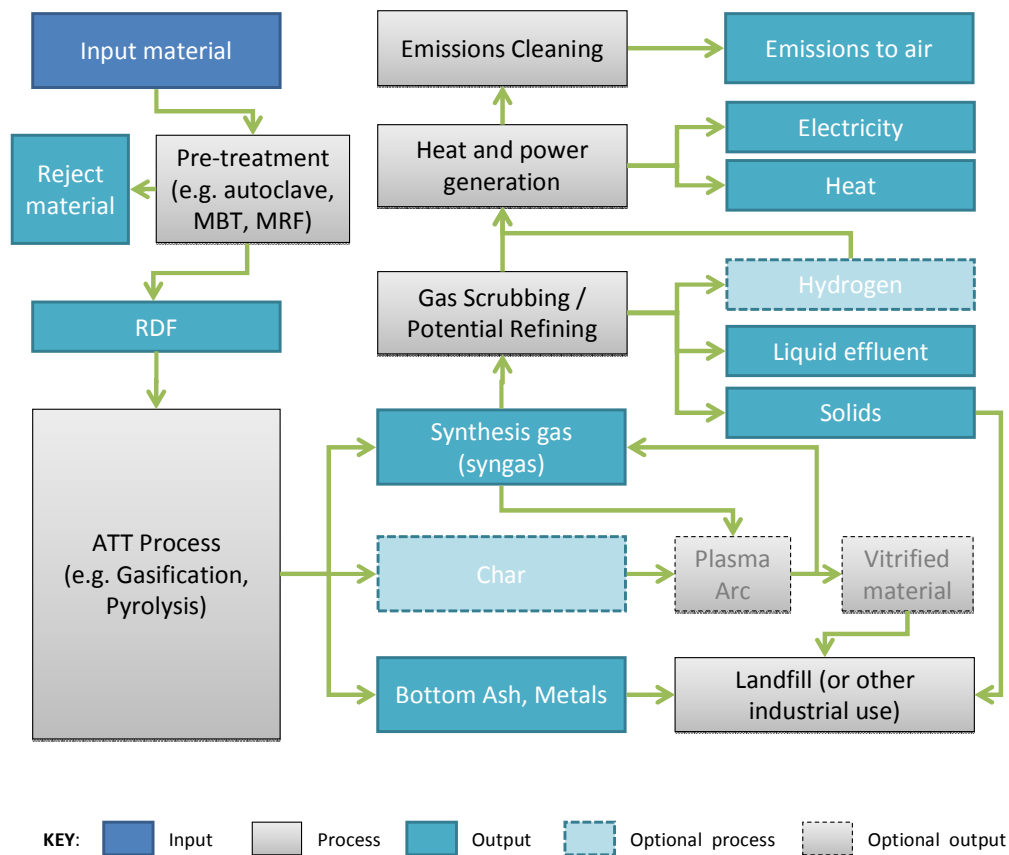 Input material
Emissions Cleaning
Emissions to air
Pre-treatment
(e.g. autoclave,
MBT, MRF)
Reject
material
Heat and power
generation
Electricity
Heat
RDF
Gas Scrubbing /
Potential Refining
Hydrogen
Liquid effluent
Solids
ATT Process
(e.g. Gasification,
Pyrolysis)
Synthesis gas
(syngas)
Char
Plasma
Arc
Vitrified
material
Bottom Ash, Metals
Landfill (or other
industrial use)
KEY: Input Process Output Optional process Optional output